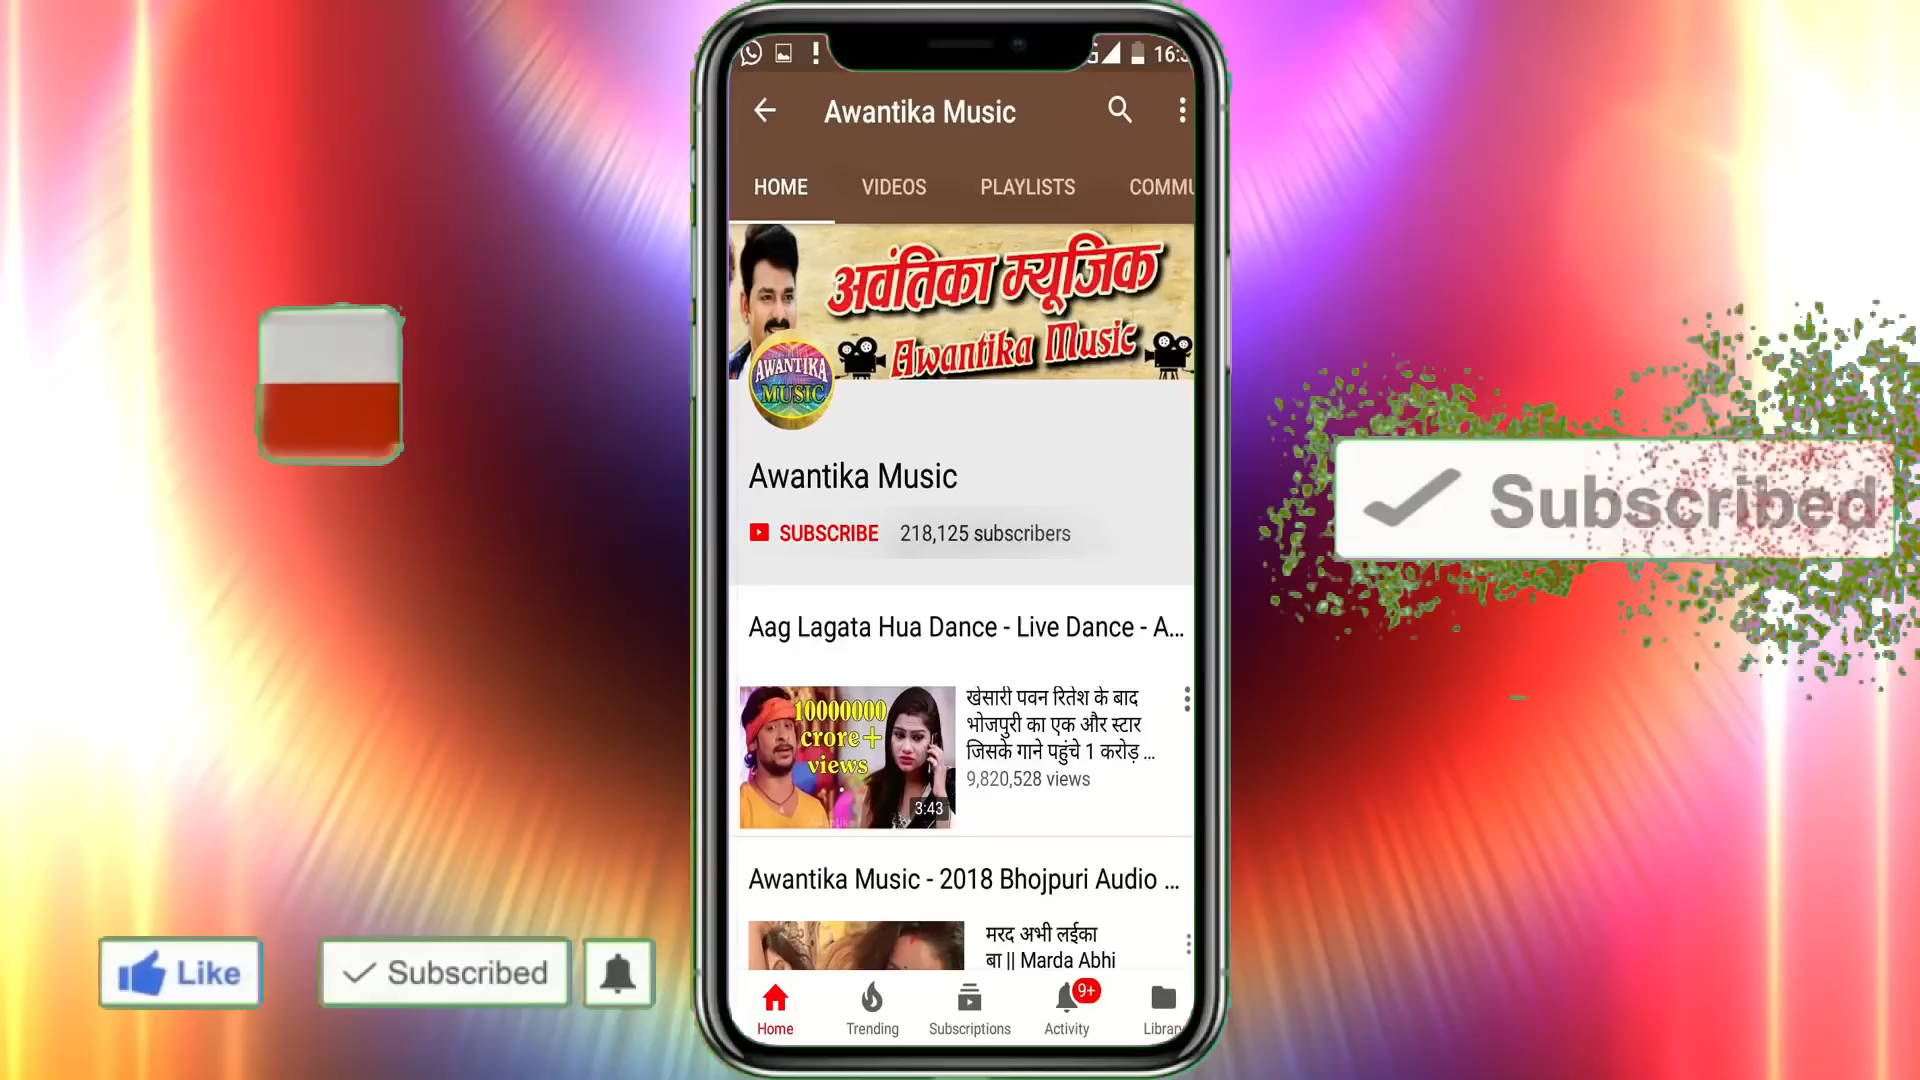 16:3
Awantika Music
HOME VIDEOS PLAYLISTS COMMU
अवंतिका म्यूजिक
Awantika Music
AWANTIKA
MUSIC
Awantika Music
SUBSCRIBE 218,125 subscribers
Aag Lagata Hua Dance - Live Dance - A...
10000000
crore+
views
3:43
खेसारी पवन रितेश के बाद
भोजपुरी का एक और स्टार
जिसके गाने पहुंचे 1 करोड़ ...
9,820,528 views
Awantika Music - 2018 Bhojpuri Audio ...
मरद अभी लईका
बा || Marda Abhi
Home Trending Subscriptions Activity Library
9+
Like
Subscribed
Subscribed